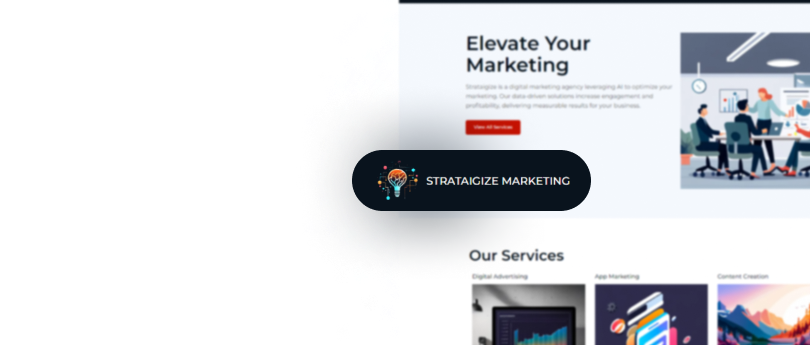 Elevate Your
Marketing
Strataigize is a digital marketing agency leveraging AI to optimize your
marketing. Our data-driven solutions increase engagement and
profitability, delivering measurable results for your business.
View All Services
STRATAIGIZE MARKETING
Our Services
Digital Advertising
App Marketing
Content Creation